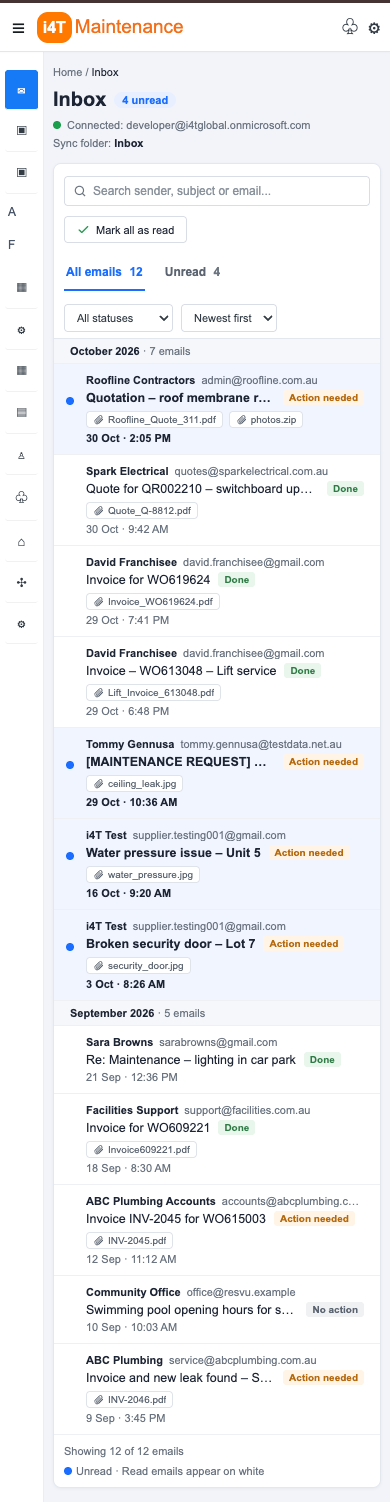 i4T Maintenance
Home / Inbox
Inbox 4 unread
Connected: developer@i4tglobal.onmicrosoft.com
Sync folder: Inbox
Search sender, subject or email...
Mark all as read
A
F
All emails 12 Unread 4
All statuses Newest first
October 2026 · 7 emails
Roofline Contractors admin@roofline.com.au
Quotation – roof membrane r... Action needed
Roofline_Quote_311.pdf photos.zip
30 Oct · 2:05 PM
Spark Electrical quotes@sparkelectrical.com.au
Quote for QR002210 – switchboard up... Done
Quote_Q-8812.pdf
30 Oct · 9:42 AM
David Franchisee david.franchisee@gmail.com
Invoice for WO619624 Done
Invoice_WO619624.pdf
29 Oct · 7:41 PM
David Franchisee david.franchisee@gmail.com
Invoice – WO613048 – Lift service Done
Lift_Invoice_613048.pdf
29 Oct · 6:48 PM
Tommy Gennusa tommy.gennusa@testdata.net.au
[MAINTENANCE REQUEST] ... Action needed
ceiling_leak.jpg
29 Oct · 10:36 AM
i4T Test supplier.testing001@gmail.com
Water pressure issue – Unit 5 Action needed
water_pressure.jpg
16 Oct · 9:20 AM
i4T Test supplier.testing001@gmail.com
Broken security door – Lot 7 Action needed
security_door.jpg
3 Oct · 8:26 AM
September 2026 · 5 emails
Sara Browns sarabrowns@gmail.com
Re: Maintenance – lighting in car park Done
21 Sep · 12:36 PM
Facilities Support support@facilities.com.au
Invoice for WO609221 Done
Invoice609221.pdf
18 Sep · 8:30 AM
ABC Plumbing Accounts accounts@abcplumbing.c...
Invoice INV-2045 for WO615003 Action needed
INV-2045.pdf
12 Sep · 11:12 AM
Community Office office@resvu.example
Swimming pool opening hours for s... No action
10 Sep · 10:03 AM
ABC Plumbing service@abcplumbing.com.au
Invoice and new leak found – S... Action needed
INV-2046.pdf
9 Sep · 3:45 PM
Showing 12 of 12 emails
Unread · Read emails appear on white